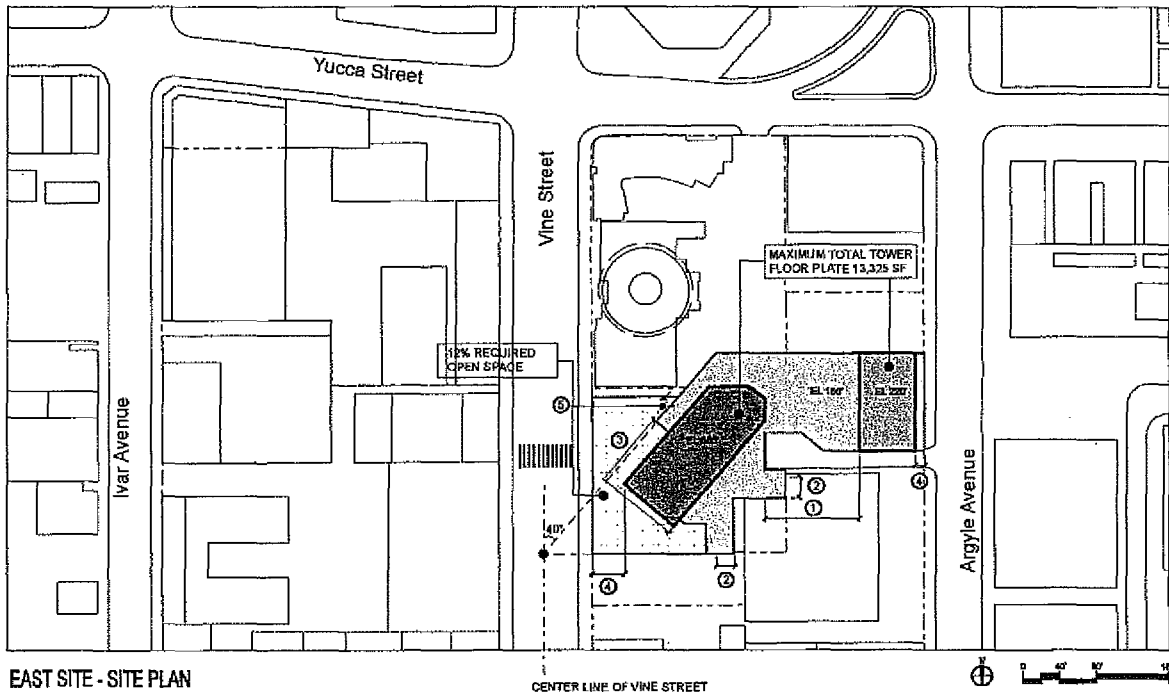 Yucca Street
Vine Street
MAXIMUM TOTAL TOWER
FLOOR PLATE 13,325 SF
12% REQUIRED
OPEN SPACE
EL 220'
5
3
Ivar Avenue
4
2
1
Argyle Avenue
40°
4
2
EAST SITE - SITE PLAN
CENTER LINE OF VINE STREET
N
0
40'
80'